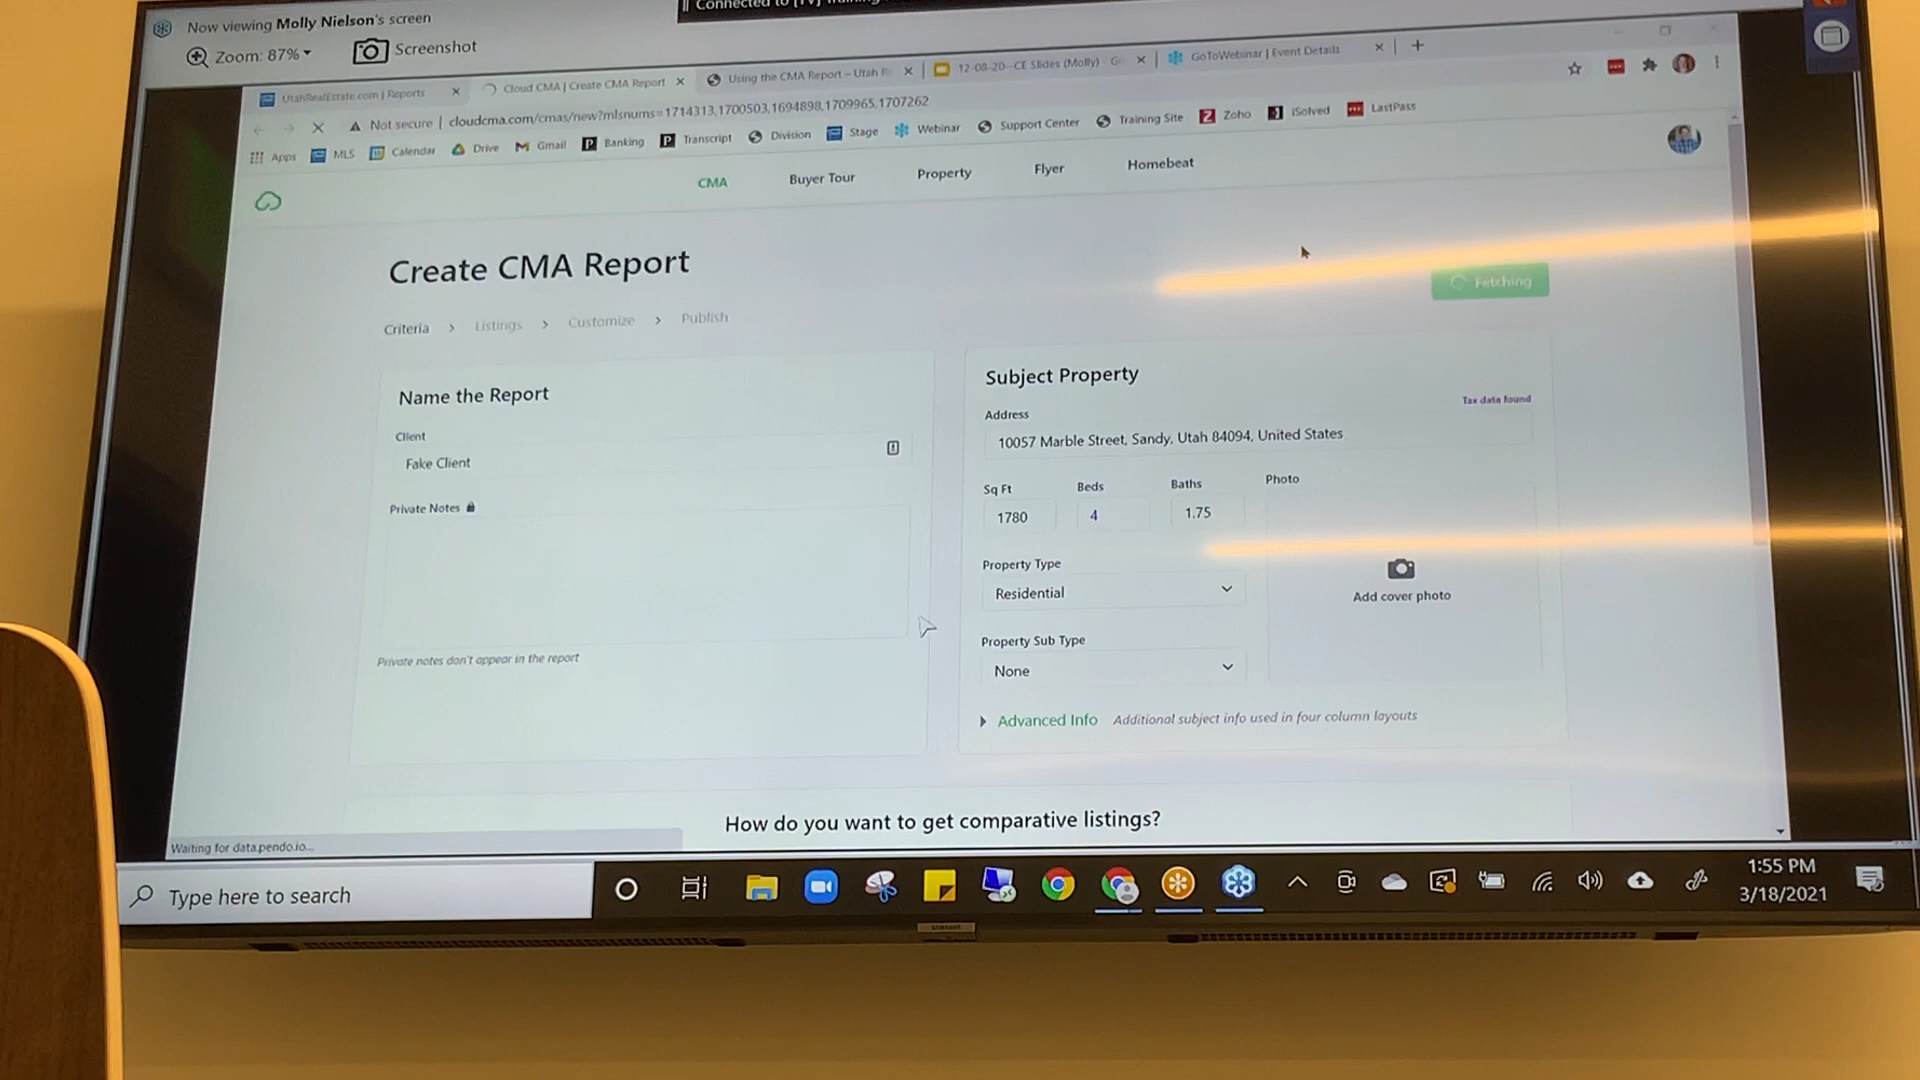 Now viewing Molly Nielson's screen
Connected to
Zoom: 87%
Screenshot
UtahRealEstate.com | Reports
Cloud CMA | Create CMA Report
Using the CMA Report – Utah R
12-08-20--CE Slides (Molly) - G
GoToWebinar | Event Details
Not secure | cloudcma.com/cmas/new?mlsnums=1714313,1700503,1694898,1709965,1707262
Apps MLS Calendar Drive Gmail Banking Transcript Division Stage Webinar Support Center Training Site Zoho iSolved LastPass
CMA Buyer Tour Property Flyer Homebeat
Create CMA Report
Fetching
Criteria > Listings > Customize > Publish
Name the Report
Client
Fake Client
Private Notes
Private notes don't appear in the report
Subject Property
Tax data found
Address
10057 Marble Street, Sandy, Utah 84094, United States
Sq Ft Beds Baths Photo
1780 4 1.75
Property Type
Residential
Add cover photo
Property Sub Type
None
Advanced Info Additional subject info used in four column layouts
How do you want to get comparative listings?
Waiting for data.pendo.io...
Type here to search
1:55 PM
3/18/2021
SAMSUNG